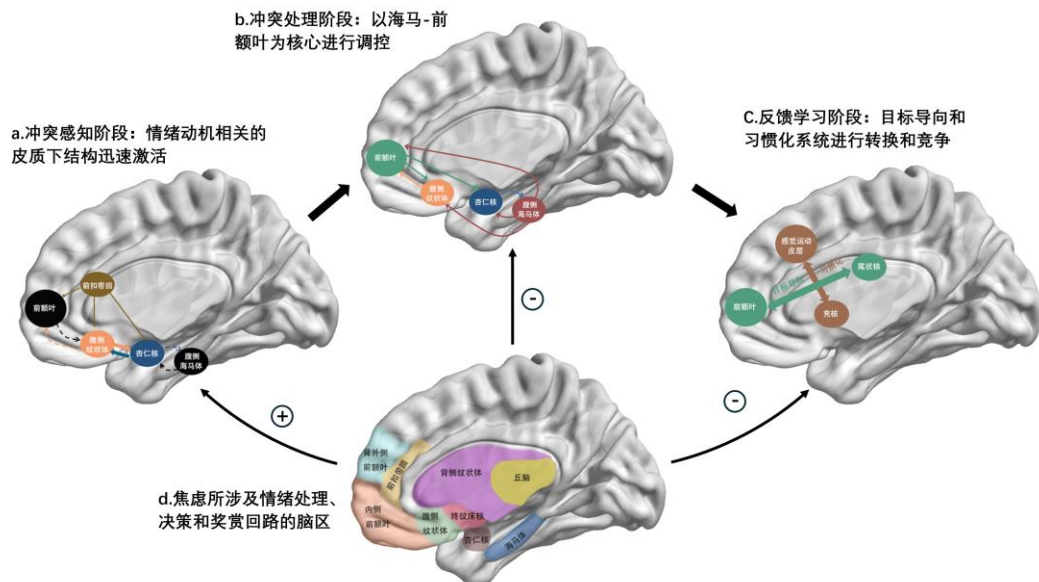 b.冲突处理阶段：以海马-前
额叶为核心进行调控
a.冲突感知阶段：情绪动机相关的
皮质下结构迅速激活
C.反馈学习阶段：目标导向和
习惯化系统进行转换和竞争
前额叶
腹侧
纹状体
杏仁核
腹侧
海马体
前扣带回
前额叶
腹侧
纹状体
杏仁核
腹侧
海马体
感觉运动
皮层
尾状核
前额叶
壳核
-
+
-
d.焦虑所涉及情绪处理、
决策和奖赏回路的脑区
背外侧
前额叶
前扣带回
背侧纹状体
丘脑
内侧
前额叶
腹侧
纹状体
终纹床核
杏仁核
海马体